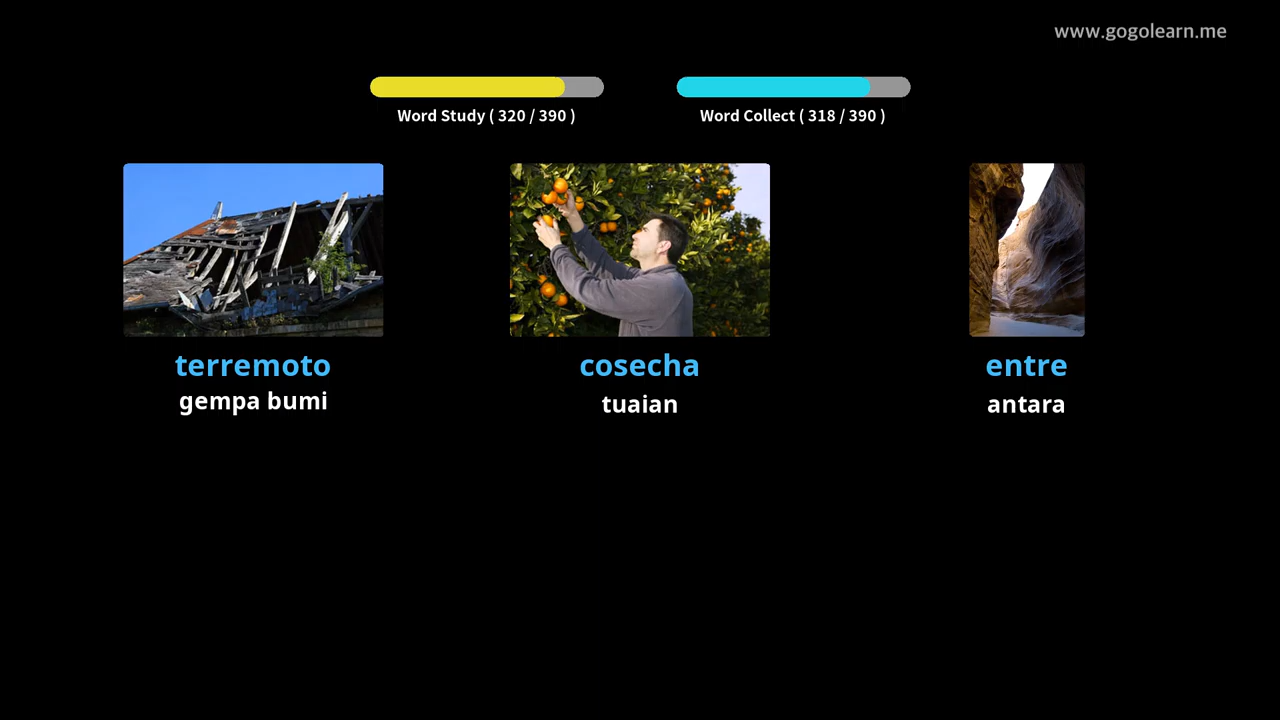 www.gogolearn.me
Word Study ( 320 / 390 )
Word Collect ( 318 / 390 )
terremoto
gempa bumi
cosecha
tuaian
entre
antara